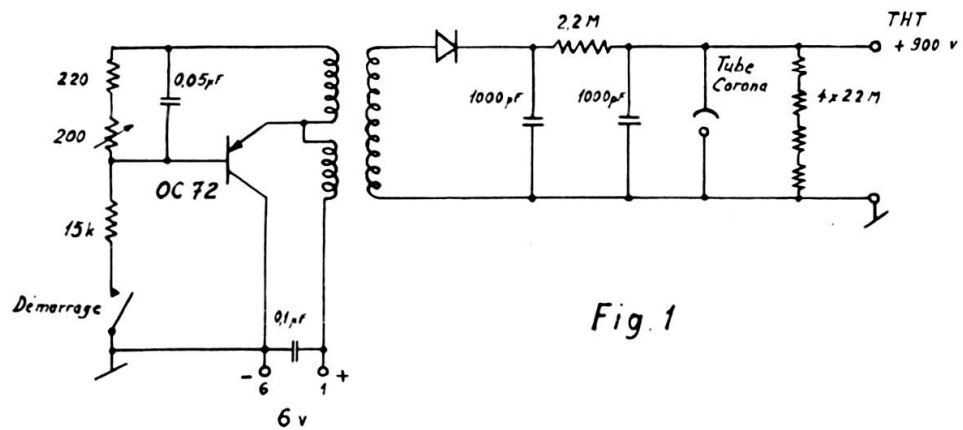 220
0,05µF
200
OC 72
15k
Démarrage
0,1µF
- 6
1 +
6 v
2,2 M
1000pF
1000pF
Tube
Corona
THT
+ 900 v
4 x 22 M
Fig. 1